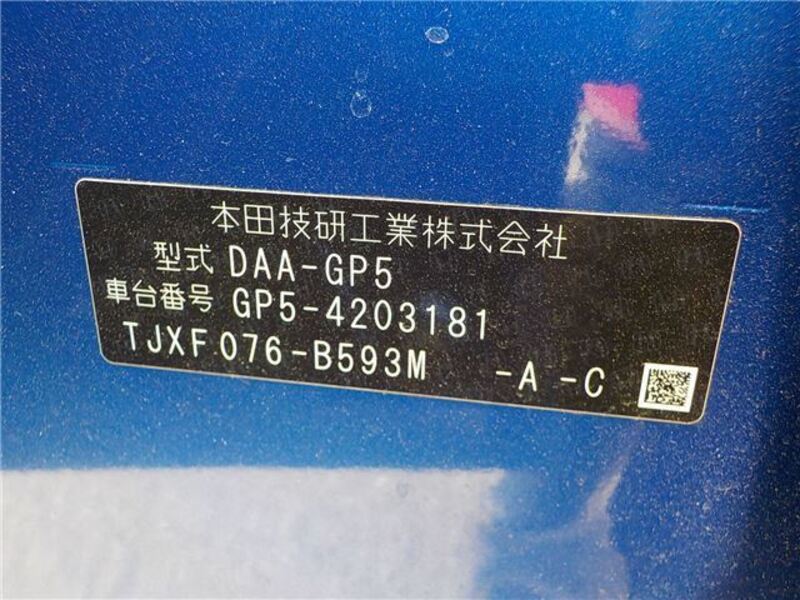 本田技研工業株式会社
型式 DAA-GP5
車台番号 GP5-4203181
TJXF076-B593M -A -C